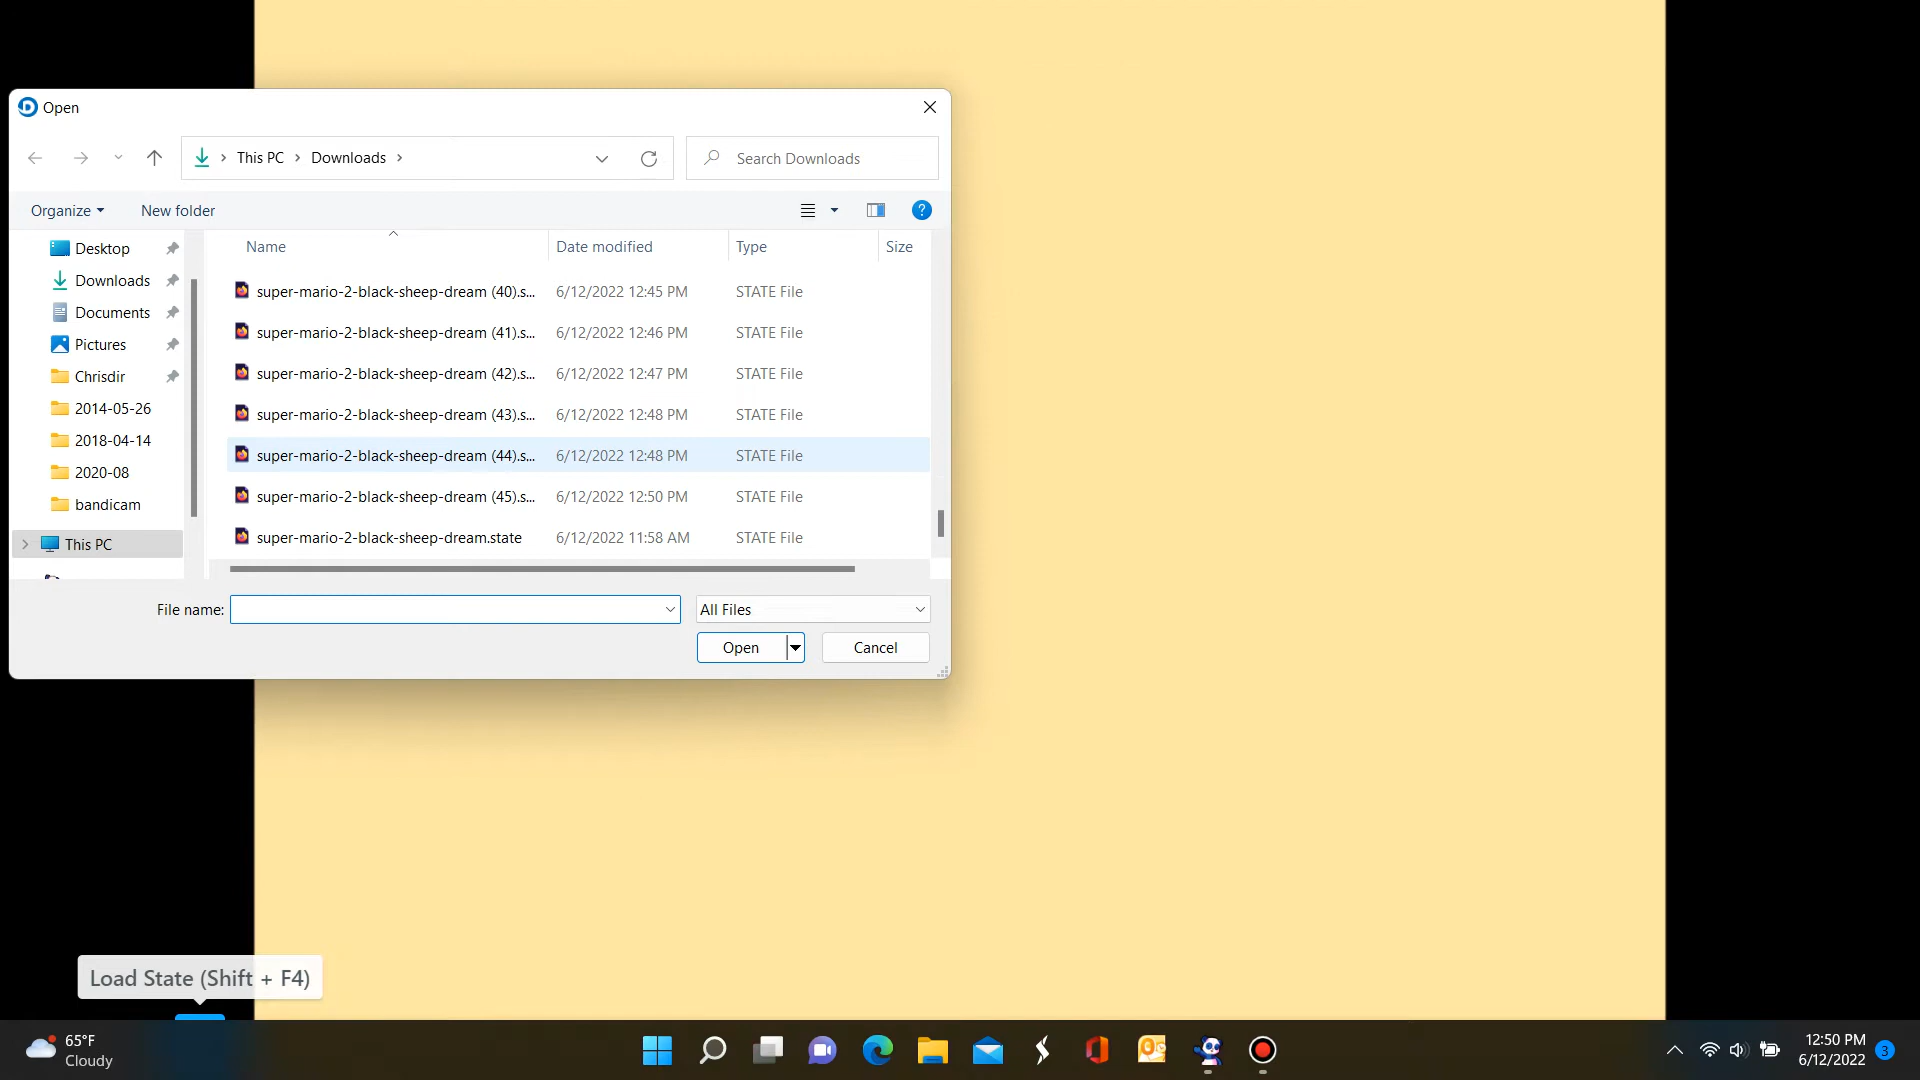 Open
This PC > Downloads >
Search Downloads
Organize
New folder
Name
Date modified
Type
Size
Desktop
Downloads
Documents
Pictures
Chrisdir
2014-05-26
2018-04-14
2020-08
bandicam
This PC
super-mario-2-black-sheep-dream (40).s... 6/12/2022 12:45 PM STATE File
super-mario-2-black-sheep-dream (41).s... 6/12/2022 12:46 PM STATE File
super-mario-2-black-sheep-dream (42).s... 6/12/2022 12:47 PM STATE File
super-mario-2-black-sheep-dream (43).s... 6/12/2022 12:48 PM STATE File
super-mario-2-black-sheep-dream (44).s... 6/12/2022 12:48 PM STATE File
super-mario-2-black-sheep-dream (45).s... 6/12/2022 12:50 PM STATE File
super-mario-2-black-sheep-dream.state 6/12/2022 11:58 AM STATE File
File name:
All Files
Open
Cancel
Load State (Shift + F4)
65°F
Cloudy
12:50 PM
6/12/2022
3